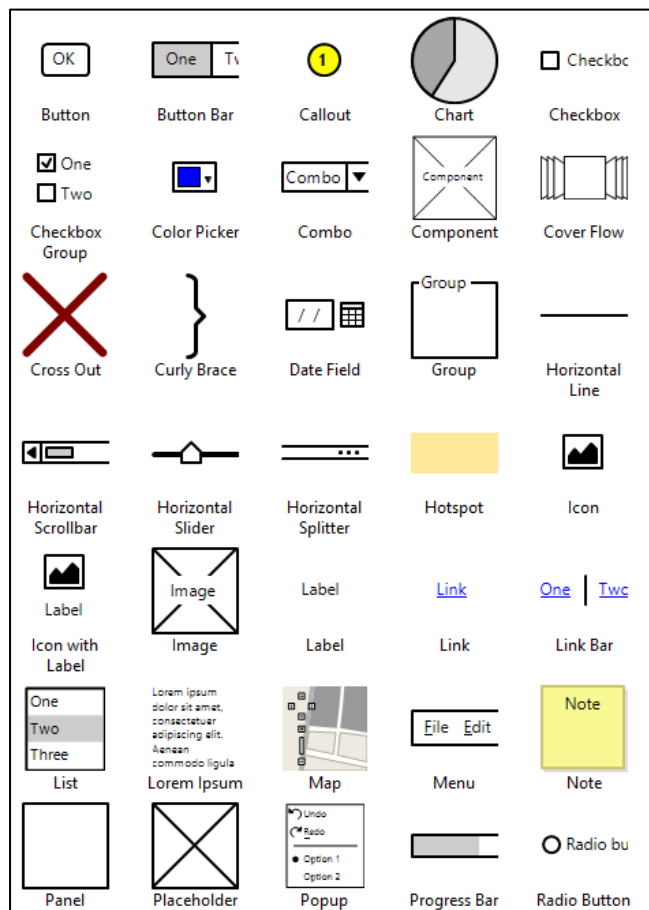 OK
One Tv
1
Checkbo
Button
Button Bar
Callout
Chart
Checkbox
One
Two
Combo
Component
Checkbox
Group
Color Picker
Combo
Component
Cover Flow
/ /
Group
Cross Out
Curly Brace
Date Field
Group
Horizontal
Line
Horizontal
Scrollbar
Horizontal
Slider
Horizontal
Splitter
Hotspot
Icon
Label
Image
Label
Link
One Two
Icon with
Label
Image
Label
Link
Link Bar
One
Two
Three
Lorem ipsum
dolor sit amet,
consectetuer
adipiscing elit.
Aenean
commodo ligula
File Edit
Note
List
Lorem Ipsum
Map
Menu
Note
Undo
Redo
Option 1
Option 2
Radio bu
Panel
Placeholder
Popup
Progress Bar
Radio Button